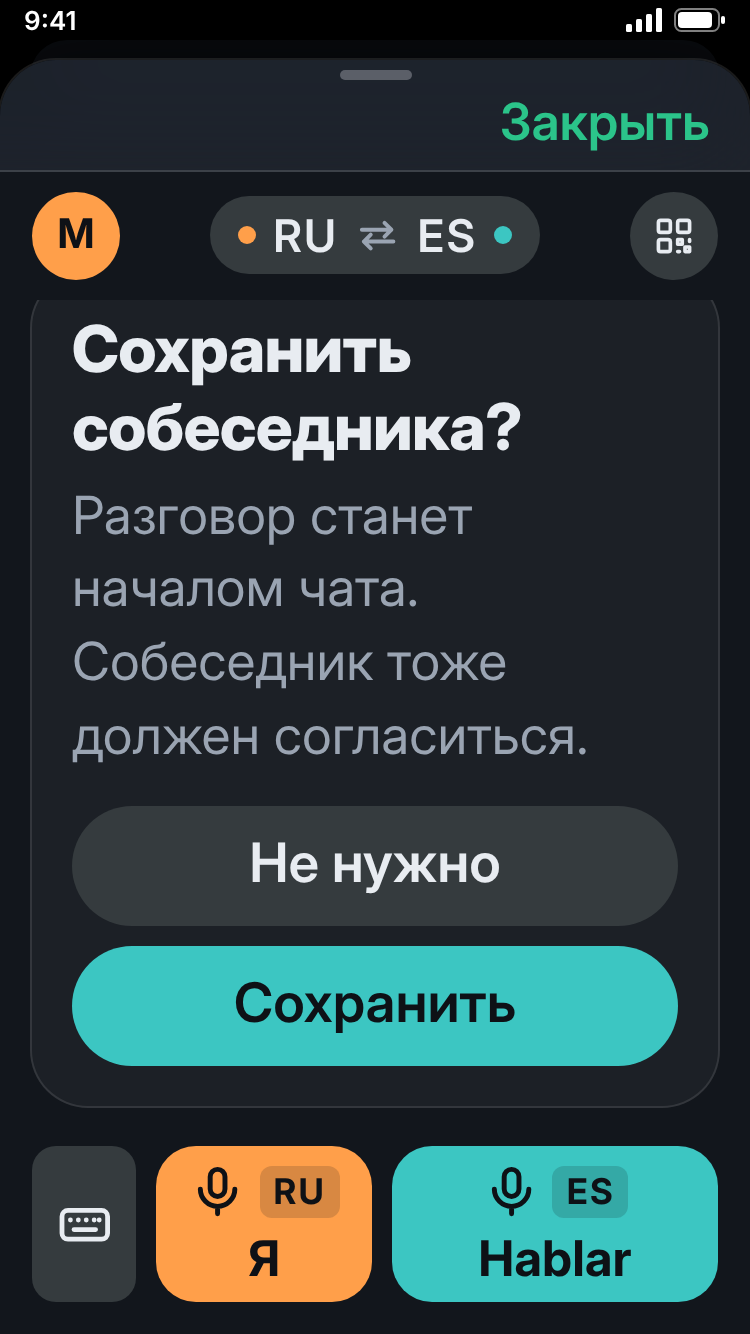 9:41
Закрыть
M
RU ES
Сохранить
собеседника?
Разговор станет
началом чата.
Собеседник тоже
должен согласиться.
Не нужно
Сохранить
RU
Я
ES
Hablar